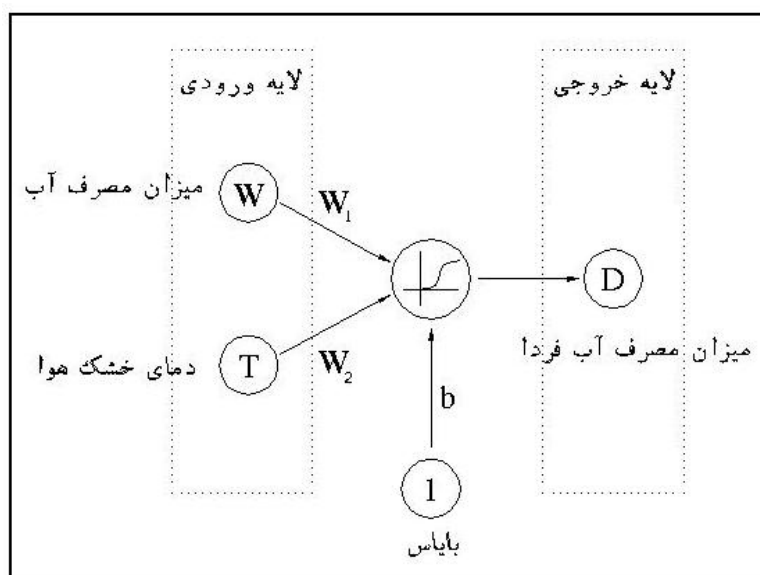 لایه ورودی
لایه خروجی
میزان مصرف آب
W
W1
D
میزان مصرف آب فردا
دمای خشک هوا
T
W2
b
1
بایاس